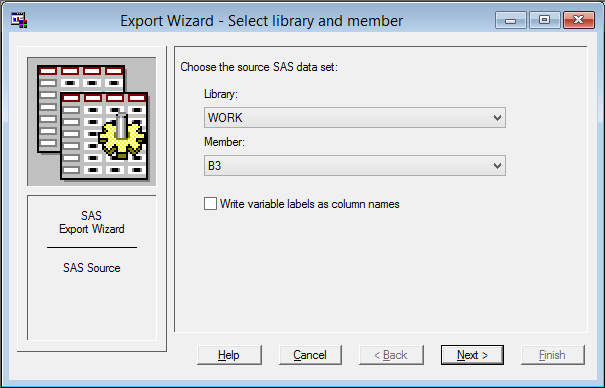 Export Wizard - Select library and member
SAS
Export Wizard
SAS Source
Choose the source SAS data set:
Library:
WORK
Member:
B3
Write variable labels as column names
Help
Cancel
< Back
Next >
Finish